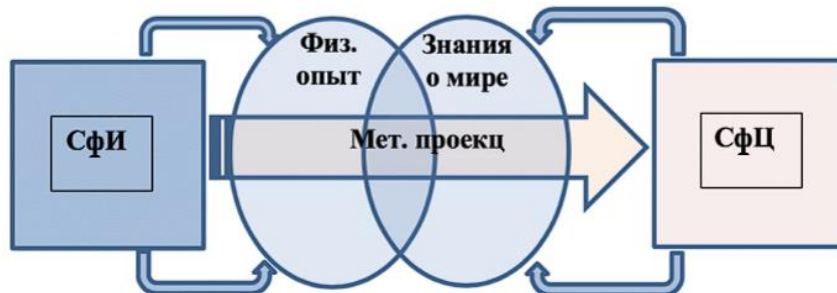 Физ.
опыт
Знания
о мире
СфИ
Мет. проекц
СфЦ